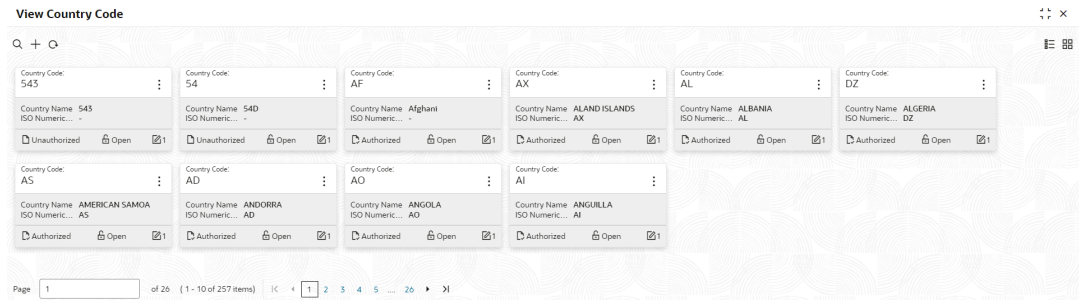 View Country Code
Country Code: Country Code: Country Code: Country Code: Country Code: Country Code:
543 54 AF AX AL DZ
Country Name 543 Country Name 54D Country Name Afghani Country Name ALAND ISLANDS Country Name ALBANIA Country Name ALGERIA
ISO Numeric... - ISO Numeric... - ISO Numeric... - ISO Numeric... AX ISO Numeric... AL ISO Numeric... DZ
Unauthorized Open 1 Unauthorized Open 1 Authorized Open 1 Authorized Open 1 Authorized Open 1 Authorized Open 1
Country Code: Country Code: Country Code: Country Code:
AS AD AO AI
Country Name AMERICAN SAMOA Country Name ANDORRA Country Name ANGOLA Country Name ANGUILLA
ISO Numeric... AS ISO Numeric... AD ISO Numeric... AO ISO Numeric... AI
Authorized Open 1 Authorized Open 1 Authorized Open 1 Authorized Open 1
Page 1 of 26 ( 1 - 10 of 257 items) 1 2 3 4 5 .... 26